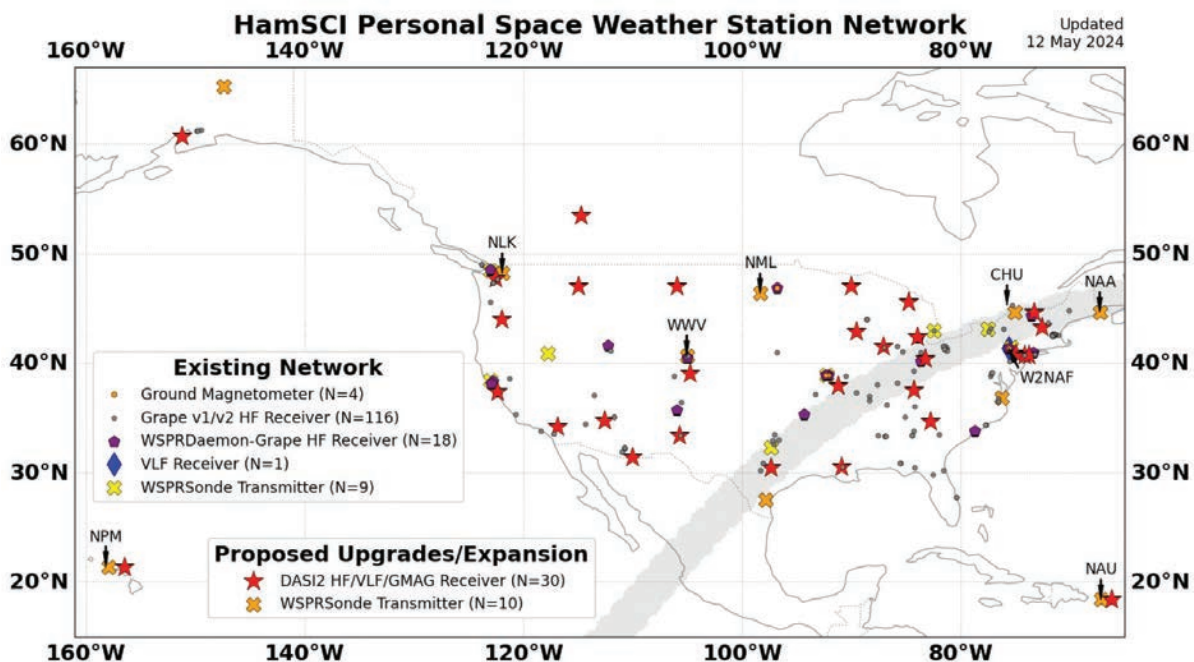 HamSCI Personal Space Weather Station Network
Updated
12 May 2024
160°W 140°W 120°W 100°W 80°W
60°N 60°N
50°N 50°N
NLK
NML
CHU
NAA
WWV
40°N 40°N
W2NAF
Existing Network
Ground Magnetometer (N=4)
Grape v1/v2 HF Receiver (N=116)
WSPRDaemon-Grape HF Receiver (N=18)
VLF Receiver (N=1)
WSPRSonde Transmitter (N=9)
30°N 30°N
NPM
Proposed Upgrades/Expansion
DASI2 HF/VLF/GMAG Receiver (N=30)
WSPRSonde Transmitter (N=10)
NAU
20°N 20°N
160°W 140°W 120°W 100°W 80°W